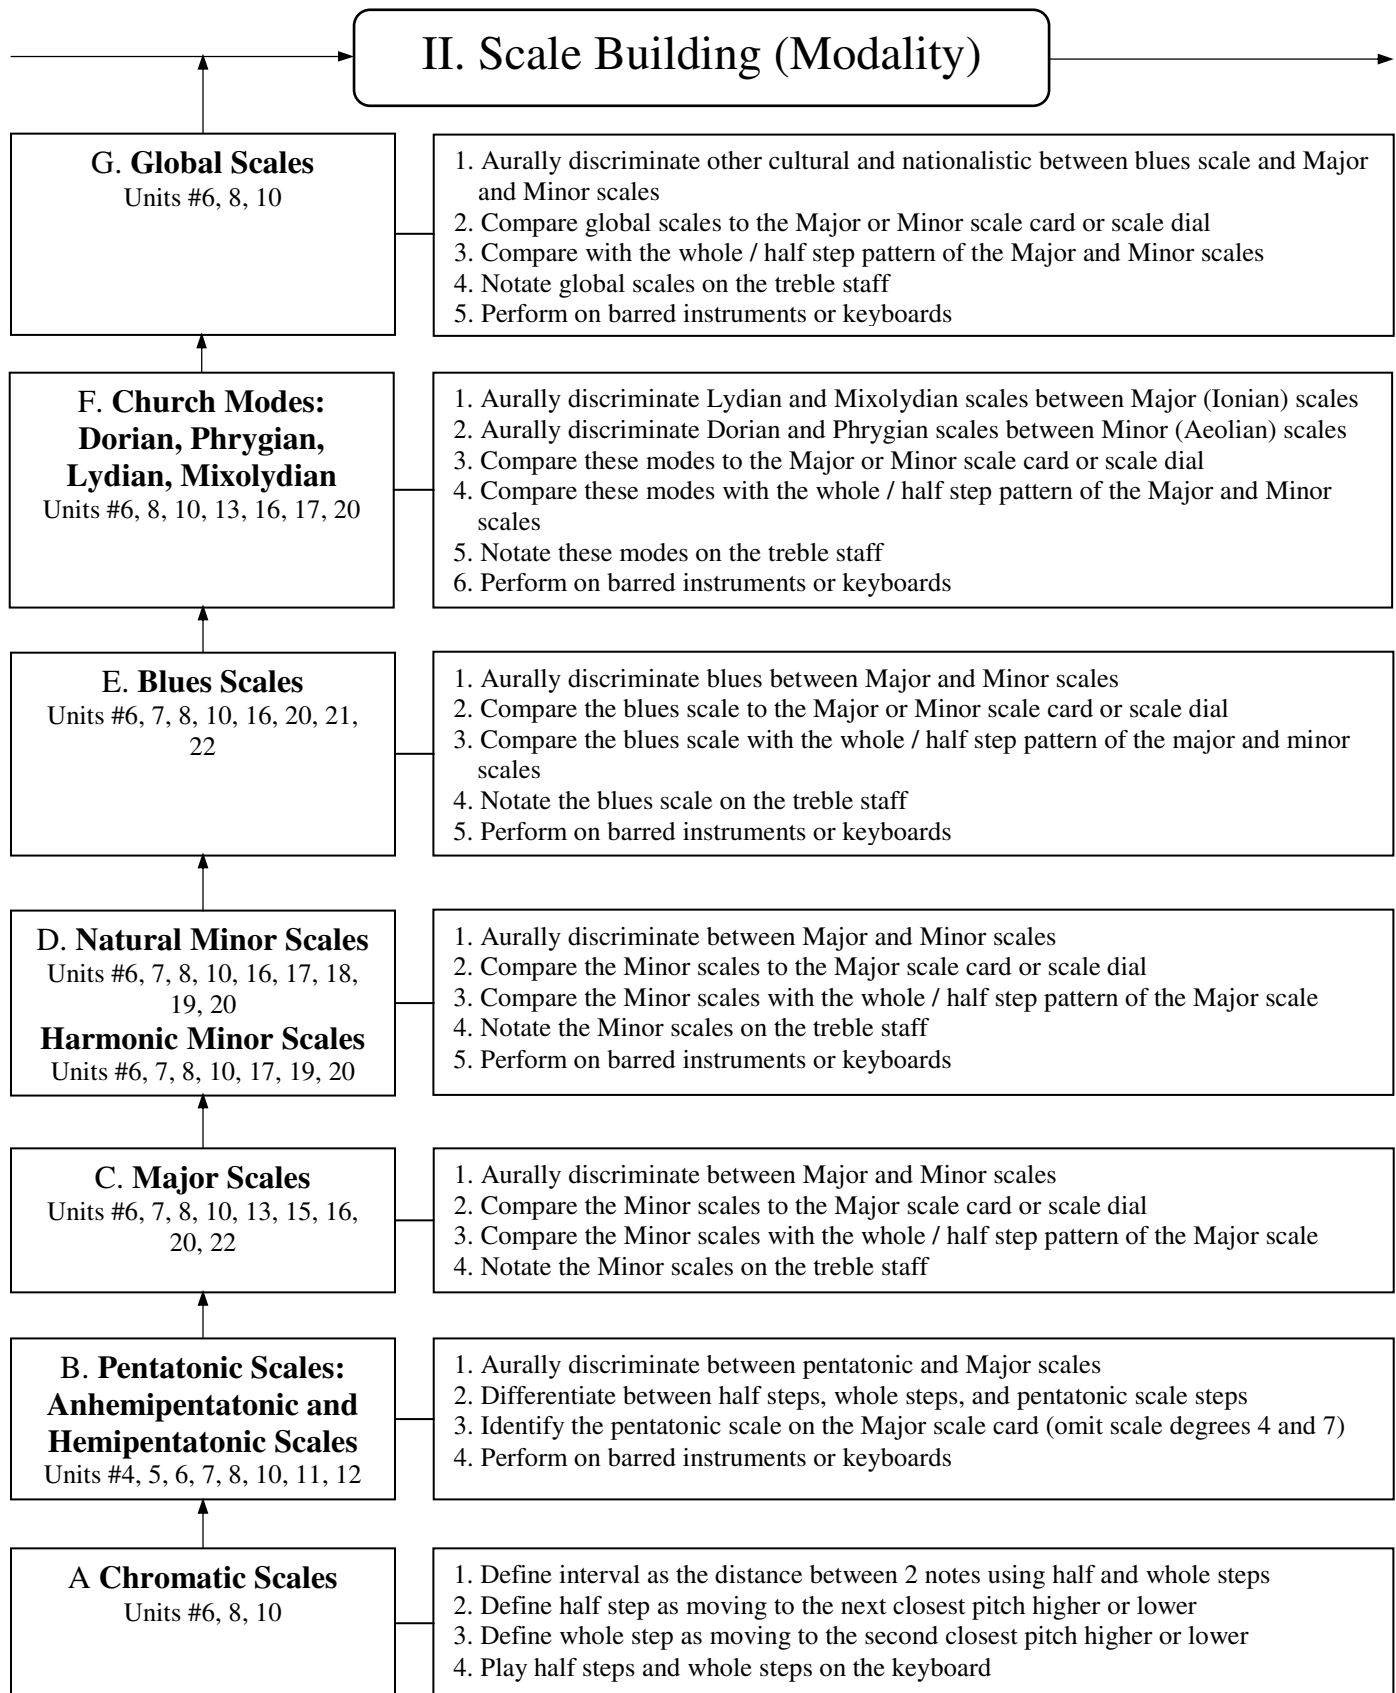 II. Scale Building (Modality)
G. Global Scales
Units #6, 8, 10
1. Aurally discriminate other cultural and nationalistic between blues scale and Major
and Minor scales
2. Compare global scales to the Major or Minor scale card or scale dial
3. Compare with the whole / half step pattern of the Major and Minor scales
4. Notate global scales on the treble staff
5. Perform on barred instruments or keyboards
F. Church Modes:
Dorian, Phrygian,
Lydian, Mixolydian
Units #6, 8, 10, 13, 16, 17, 20
1. Aurally discriminate Lydian and Mixolydian scales between Major (Ionian) scales
2. Aurally discriminate Dorian and Phrygian scales between Minor (Aeolian) scales
3. Compare these modes to the Major or Minor scale card or scale dial
4. Compare these modes with the whole / half step pattern of the Major and Minor
scales
5. Notate these modes on the treble staff
6. Perform on barred instruments or keyboards
E. Blues Scales
Units #6, 7, 8, 10, 16, 20, 21,
22
1. Aurally discriminate blues between Major and Minor scales
2. Compare the blues scale to the Major or Minor scale card or scale dial
3. Compare the blues scale with the whole / half step pattern of the major and minor
scales
4. Notate the blues scale on the treble staff
5. Perform on barred instruments or keyboards
D. Natural Minor Scales
Units #6, 7, 8, 10, 16, 17, 18,
19, 20
Harmonic Minor Scales
Units #6, 7, 8, 10, 17, 19, 20
1. Aurally discriminate between Major and Minor scales
2. Compare the Minor scales to the Major scale card or scale dial
3. Compare the Minor scales with the whole / half step pattern of the Major scale
4. Notate the Minor scales on the treble staff
5. Perform on barred instruments or keyboards
C. Major Scales
Units #6, 7, 8, 10, 13, 15, 16,
20, 22
1. Aurally discriminate between Major and Minor scales
2. Compare the Minor scales to the Major scale card or scale dial
3. Compare the Minor scales with the whole / half step pattern of the Major scale
4. Notate the Minor scales on the treble staff
B. Pentatonic Scales:
Anhemipentatonic and
Hemipentatonic Scales
Units #4, 5, 6, 7, 8, 10, 11, 12
1. Aurally discriminate between pentatonic and Major scales
2. Differentiate between half steps, whole steps, and pentatonic scale steps
3. Identify the pentatonic scale on the Major scale card (omit scale degrees 4 and 7)
4. Perform on barred instruments or keyboards
A Chromatic Scales
Units #6, 8, 10
1. Define interval as the distance between 2 notes using half and whole steps
2. Define half step as moving to the next closest pitch higher or lower
3. Define whole step as moving to the second closest pitch higher or lower
4. Play half steps and whole steps on the keyboard